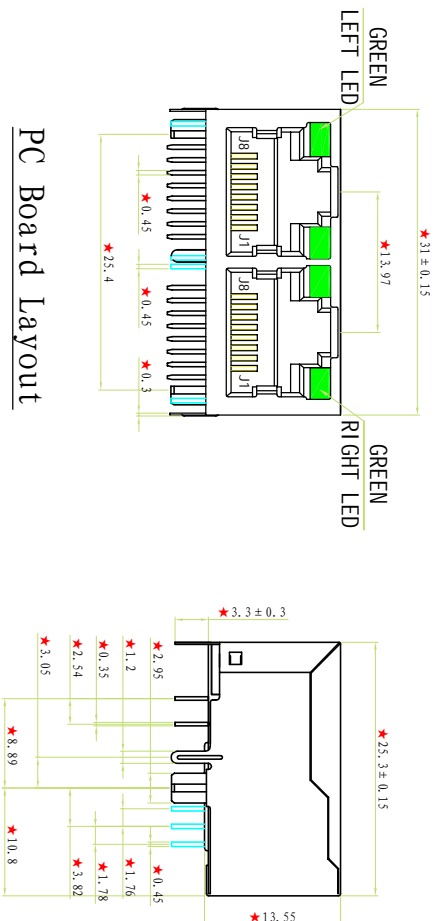 GREEN
LEFT LED
★31±0.15
★13.97
GREEN
RIGHT LED
J8
J1
J8
J1
★0.45
★25.4
★0.45
★0.3
PC Board Layout
★3.3±0.3
★25.3±0.15
★13.55
★3.05
★2.54
★0.35
★1.2
★2.95
★8.89
★10.8
★3.82
★1.78
★1.76
★0.45